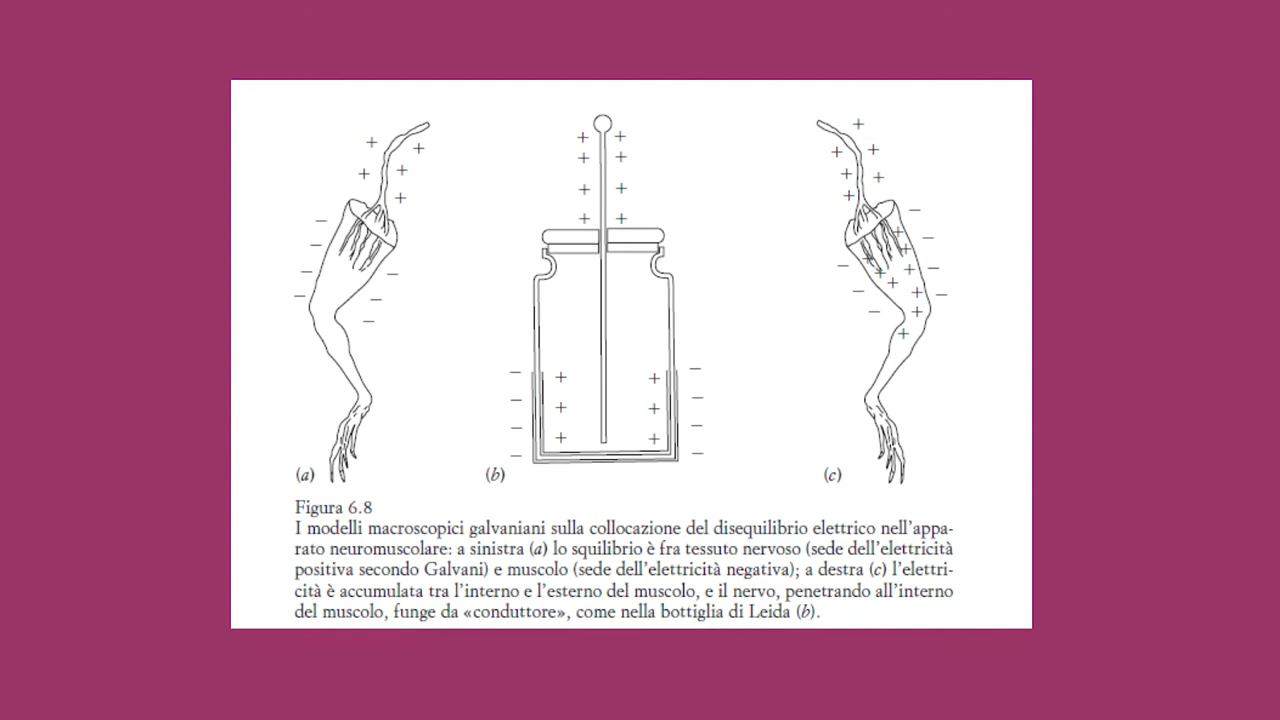 (a)
(b)
(c)
Figura 6.8
I modelli macroscopici galvaniani sulla collocazione del disequilibrio elettrico nell’appa-
rato neuromuscolare: a sinistra (a) lo squilibrio è fra tessuto nervoso (sede dell’elettricità
positiva secondo Galvani) e muscolo (sede dell’elettricità negativa); a destra (c) l’elettri-
cità è accumulata tra l’interno e l’esterno del muscolo, e il nervo, penetrando all’interno
del muscolo, funge da «conduttore», come nella bottiglia di Leida (b).